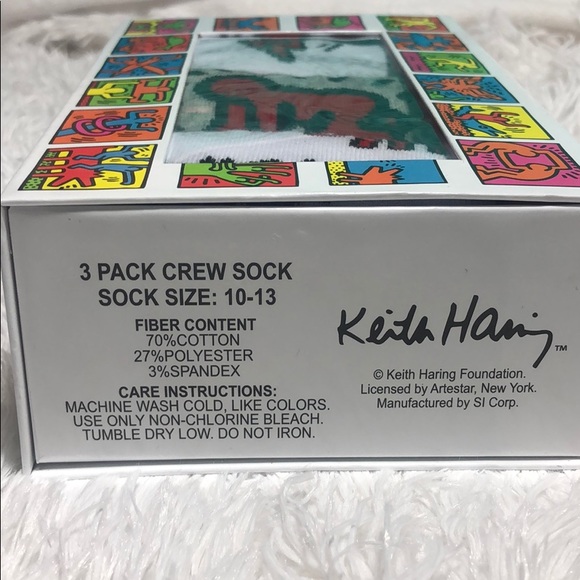 3 PACK CREW SOCK
SOCK SIZE: 10-13
FIBER CONTENT
70%COTTON
27%POLYESTER
3%SPANDEX
CARE INSTRUCTIONS:
MACHINE WASH COLD, LIKE COLORS.
USE ONLY NON-CHLORINE BLEACH.
TUMBLE DRY LOW. DO NOT IRON.
Keith Haring ™
© Keith Haring Foundation.
Licensed by Artestar, New York.
Manufactured by SI Corp.